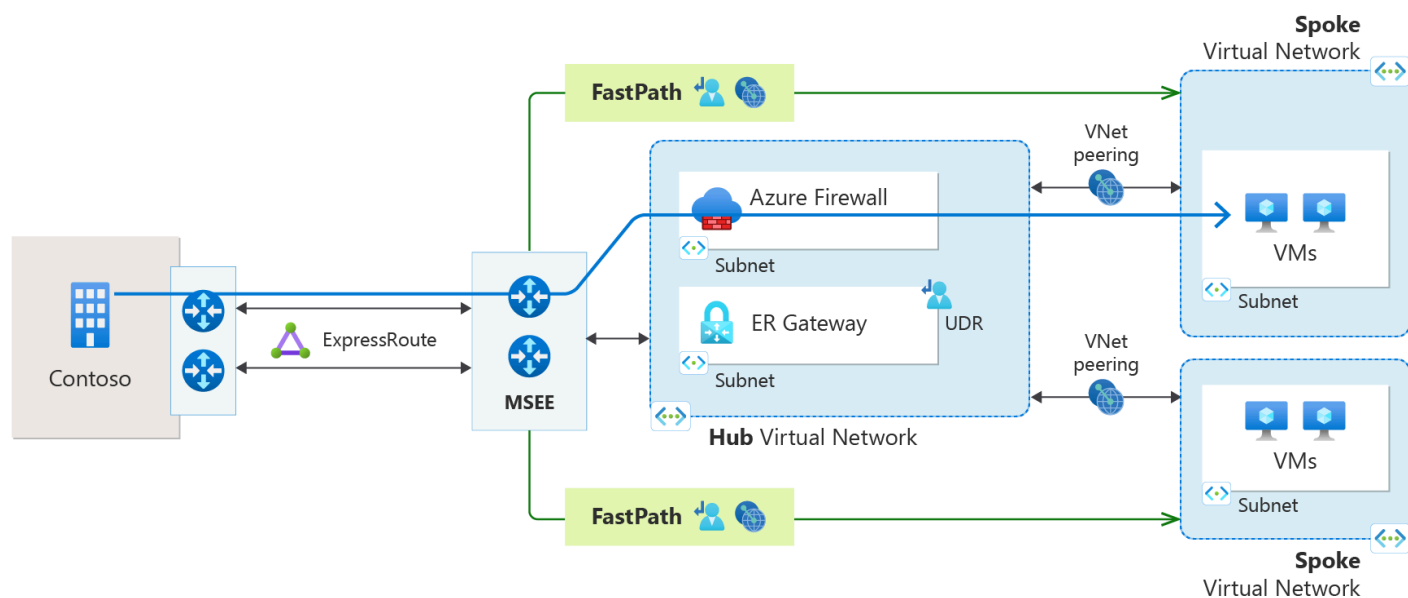 Spoke
Virtual Network
FastPath
VNet
peering
Azure Firewall
Subnet
VMs
Subnet
Contoso
ExpressRoute
MSEE
ER Gateway
UDR
Subnet
Hub Virtual Network
VNet
peering
VMs
Subnet
FastPath
Spoke
Virtual Network